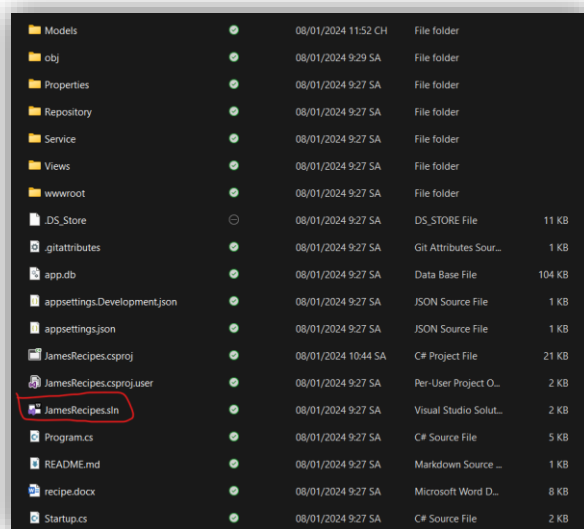 Models 08/01/2024 11:52 CH File folder
obj 08/01/2024 9:29 SA File folder
Properties 08/01/2024 9:27 SA File folder
Repository 08/01/2024 9:27 SA File folder
Service 08/01/2024 9:27 SA File folder
Views 08/01/2024 9:27 SA File folder
wwwroot 08/01/2024 9:27 SA File folder
.DS_Store 08/01/2024 9:27 SA DS_STORE File 11 KB
.gitattributes 08/01/2024 9:27 SA Git Attributes Sour... 1 KB
app.db 08/01/2024 9:27 SA Data Base File 104 KB
appsettings.Development.json 08/01/2024 9:27 SA JSON Source File 1 KB
appsettings.json 08/01/2024 9:27 SA JSON Source File 1 KB
JamesRecipes.csproj 08/01/2024 10:44 SA C# Project File 21 KB
JamesRecipes.csproj.user 08/01/2024 9:27 SA Per-User Project O... 2 KB
JamesRecipes.sln 08/01/2024 9:27 SA Visual Studio Solut... 2 KB
Program.cs 08/01/2024 9:27 SA C# Source File 5 KB
README.md 08/01/2024 9:27 SA Markdown Source ... 1 KB
recipe.docx 08/01/2024 9:27 SA Microsoft Word D... 8 KB
Startup.cs 08/01/2024 9:27 SA C# Source File 2 KB